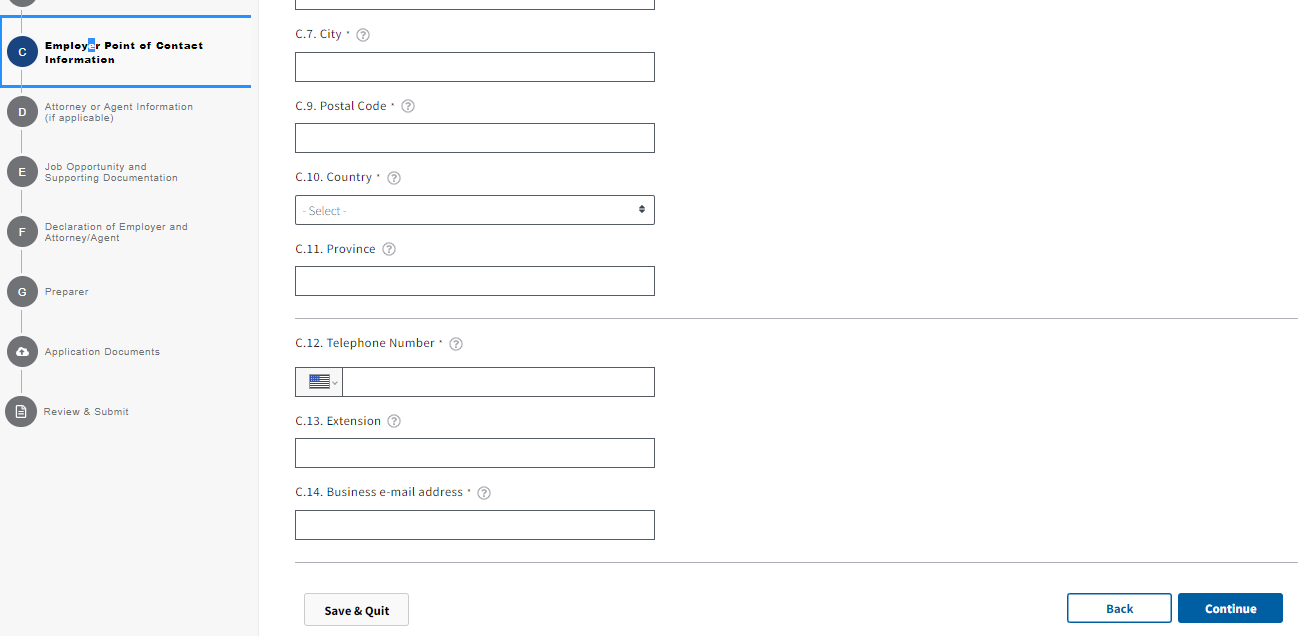 C
Employer Point of Contact
Information
D
Attorney or Agent Information
(if applicable)
E
Job Opportunity and
Supporting Documentation
F
Declaration of Employer and
Attorney/Agent
G
Preparer
Application Documents
Review & Submit
C.7. City * ?
C.9. Postal Code * ?
C.10. Country * ?
- Select -
C.11. Province ?
C.12. Telephone Number * ?
C.13. Extension ?
C.14. Business e-mail address * ?
Save & Quit
Back
Continue